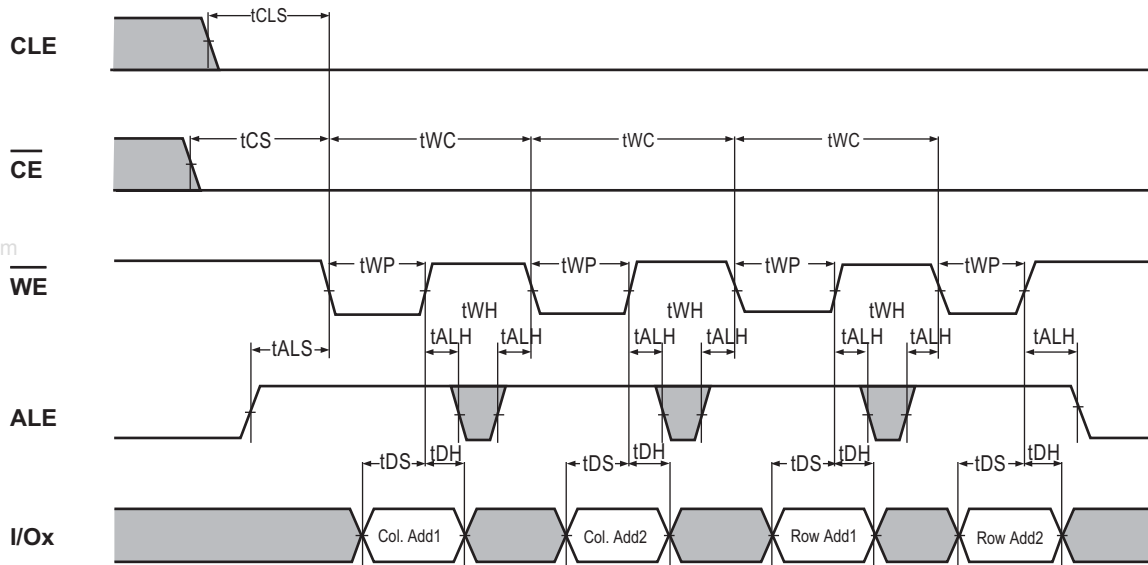 tCLS
CLE
tCS tWC tWC tWC
CE
m
tWP tWP tWP tWP
WE
tWH tWH tWH
tALH tALH tALH tALH tALH tALH tALH
tALS
ALE
tDS tDH tDS tDH tDS tDH tDS tDH
I/Ox Col. Add1 Col. Add2 Row Add1 Row Add2